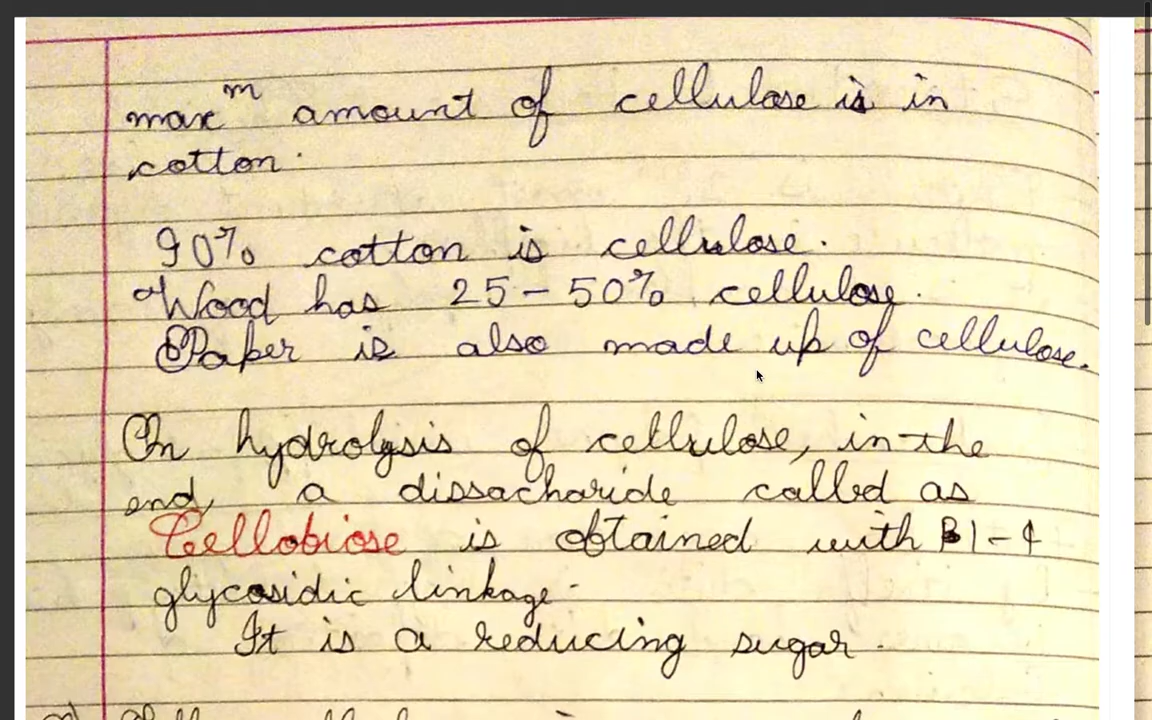 maxᵐ amount of cellulose is in
cotton.
90% cotton is cellulose.
Wood has 25-50% cellulose.
Paper is also made up of cellulose.
On hydrolysis of cellulose, in the
end, a dissacharide called as
Cellobiose is obtained with β1-4
glycosidic linkage.
It is a reducing sugar.